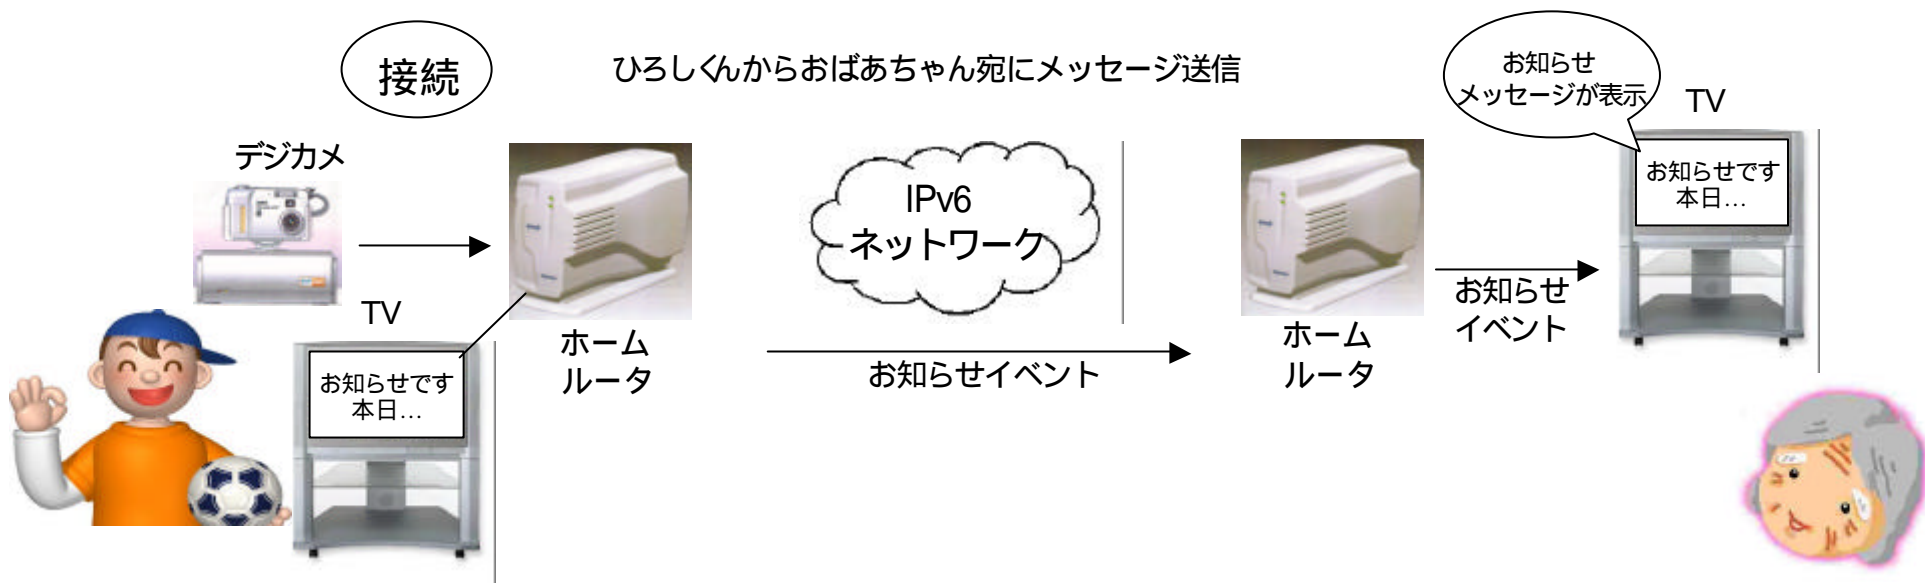 接続
ひろしくんからおばあちゃん宛にメッセージ送信
お知らせ
メッセージが表示
TV
デジカメ
お知らせです
本日…
IPv6
ネットワーク
お知らせ
イベント
TV
ホーム
ルータ
お知らせイベント
ホーム
ルータ
お知らせです
本日…